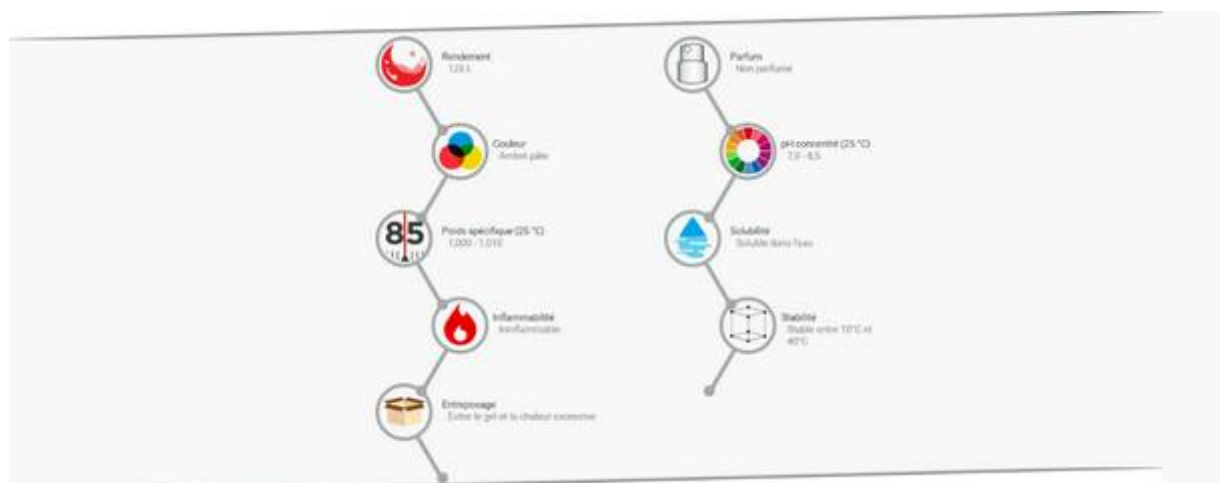 Rendement
128 L
Couleur
Ambre pâle
85
Poids spécifique (25 °C)
1,000 - 1,010
Inflammabilité
Ininflammable
Entreposage
Éviter le gel et la chaleur excessive
Parfum
Non parfumé
pH concentré (25 °C)
7,0 - 8,5
Solubilité
Soluble dans l'eau
Stabilité
Stable entre 10°C et
40°C